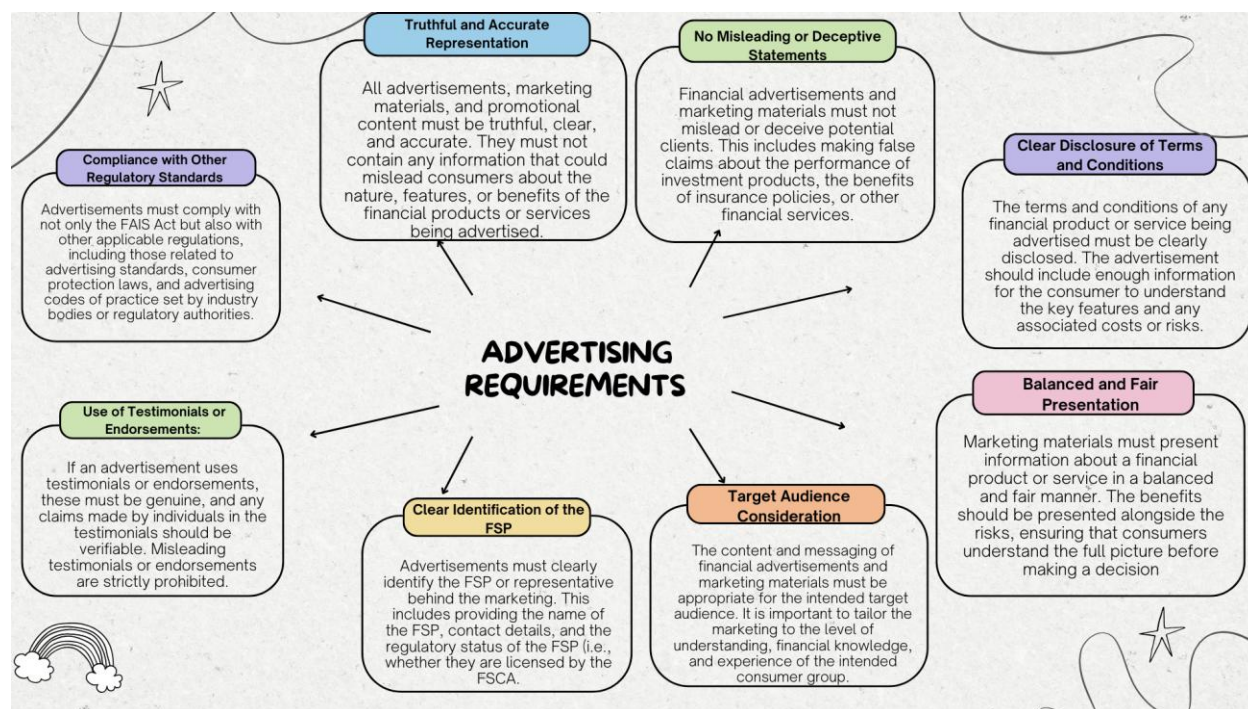 Truthful and Accurate
Representation
All advertisements, marketing
materials, and promotional
content must be truthful, clear,
and accurate. They must not
contain any information that could
mislead consumers about the
nature, features, or benefits of the
financial products or services
being advertised.
No Misleading or Deceptive
Statements
Financial advertisements and
marketing materials must not
mislead or deceive potential
clients. This includes making false
claims about the performance of
investment products, the benefits
of insurance policies, or other
financial services.
Compliance with Other
Regulatory Standards
Advertisements must comply with
not only the FAIS Act but also with
other applicable regulations,
including those related to
advertising standards, consumer
protection laws, and advertising
codes of practice set by industry
bodies or regulatory authorities.
Clear Disclosure of Terms
and Conditions
The terms and conditions of any
financial product or service being
advertised must be clearly
disclosed. The advertisement
should include enough information
for the consumer to understand
the key features and any
associated costs or risks.
ADVERTISING
REQUIREMENTS
Use of Testimonials or
Endorsements:
If an advertisement uses
testimonials or endorsements,
these must be genuine, and any
claims made by individuals in the
testimonials should be
verifiable. Misleading
testimonials or endorsements
are strictly prohibited.
Balanced and Fair
Presentation
Marketing materials must present
information about a financial
product or service in a balanced
and fair manner. The benefits
should be presented alongside the
risks, ensuring that consumers
understand the full picture before
making a decision
Clear Identification of the
FSP
Advertisements must clearly
identify the FSP or representative
behind the marketing. This
includes providing the name of
the FSP, contact details, and the
regulatory status of the FSP (i.e.,
whether they are licensed by the
FSCA.
Target Audience
Consideration
The content and messaging of
financial advertisements and
marketing materials must be
appropriate for the intended target
audience. It is important to tailor the
marketing to the level of
understanding, financial knowledge,
and experience of the intended
consumer group.